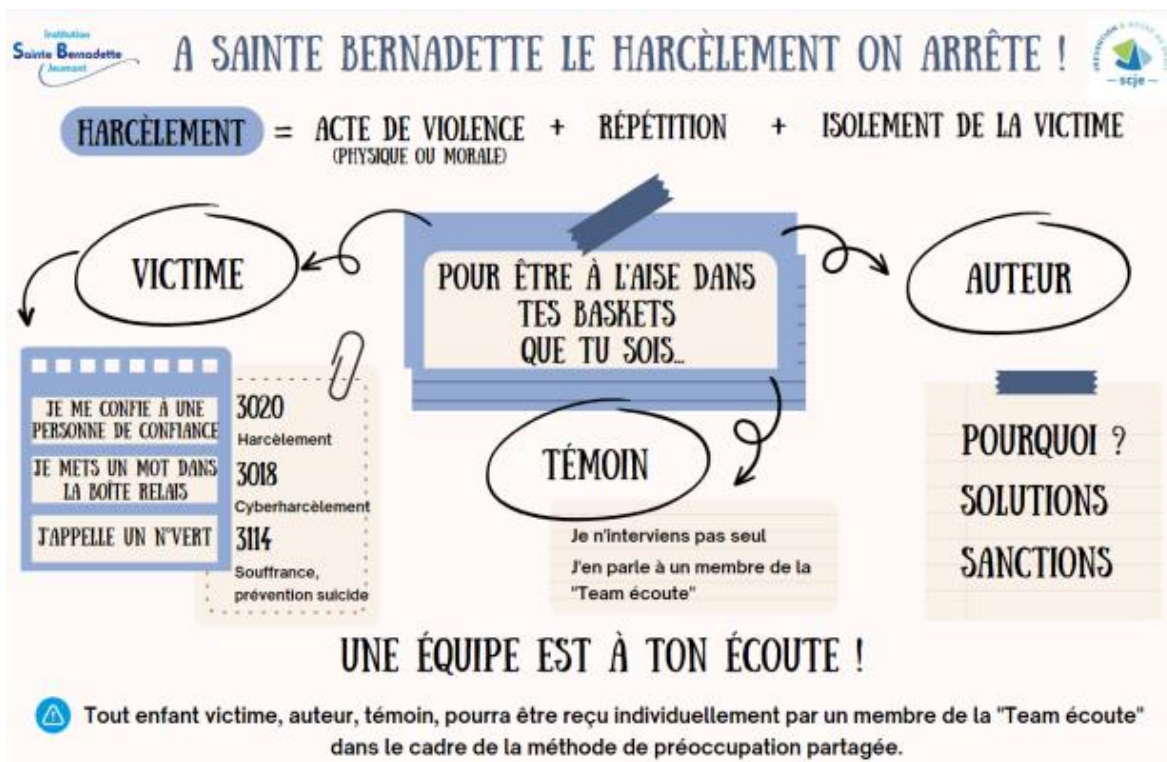 Institution
Sainte Bernadette
Jeumont
A SAINTE BERNADETTE LE HARCÈLEMENT ON ARRÊTE !
scje
HARCÈLEMENT = ACTE DE VIOLENCE + RÉPÉTITION + ISOLEMENT DE LA VICTIME
(PHYSIQUE OU MORALE)
VICTIME
POUR ÊTRE À L'AISE DANS
TES BASKETS
QUE TU SOIS...
AUTEUR
JE ME CONFIE À UNE
PERSONNE DE CONFIANCE
JE METS UN MOT DANS
LA BOÎTE RELAIS
J'APPELLE UN N°VERT
3020
Harcèlement
3018
Cyberharcèlement
3114
Souffrance,
prévention suicide
TÉMOIN
Je n'interviens pas seul
J'en parle à un membre de la
"Team écoute"
POURQUOI ?
SOLUTIONS
SANCTIONS
UNE ÉQUIPE EST À TON ÉCOUTE !
Tout enfant victime, auteur, témoin, pourra être reçu individuellement par un membre de la "Team écoute"
dans le cadre de la méthode de préoccupation partagée.